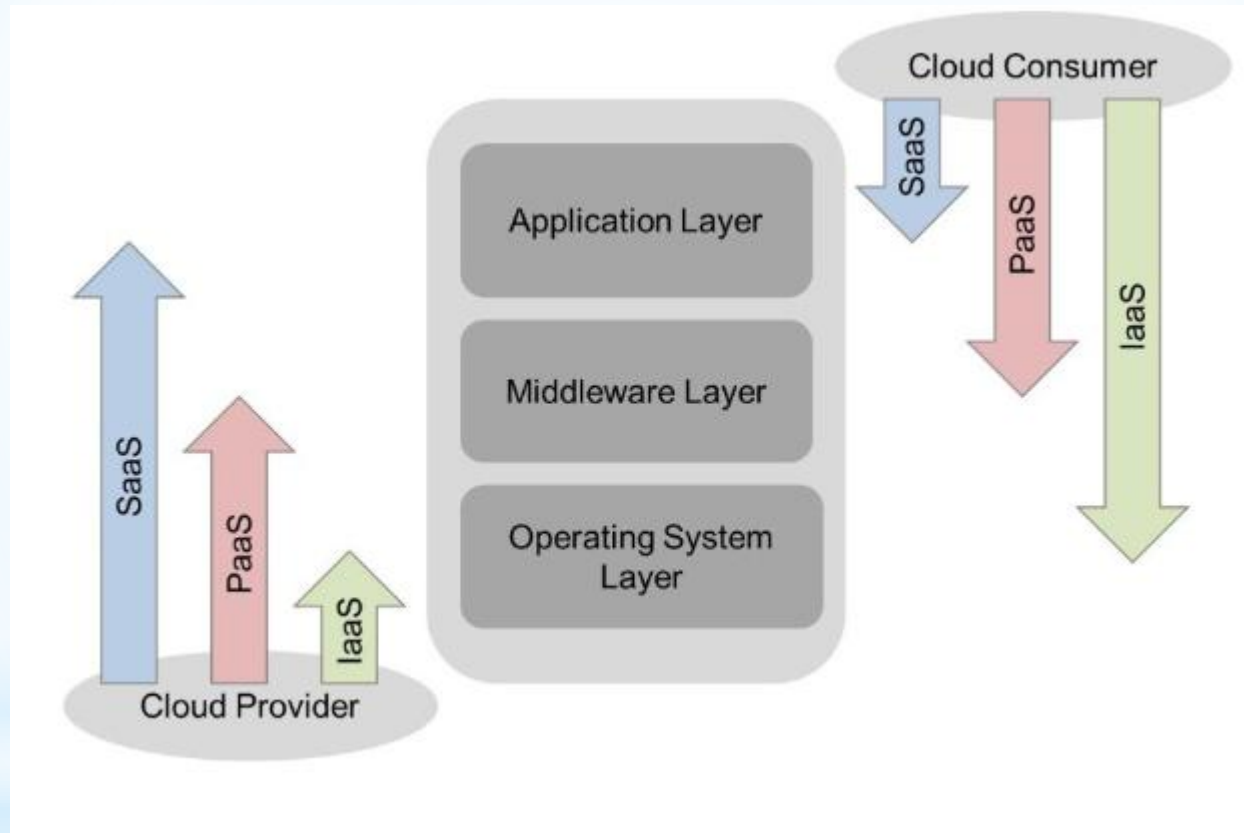 Cloud Consumer
SaaS
PaaS
IaaS
Application Layer
Middleware Layer
Operating System
Layer
SaaS
PaaS
IaaS
Cloud Provider